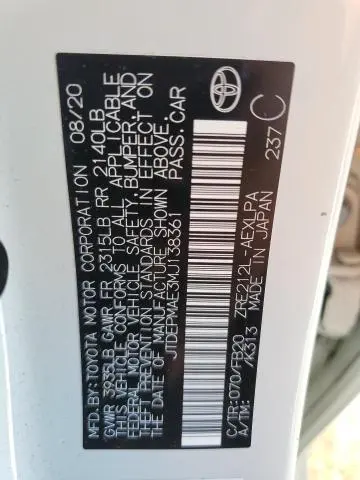 MFD.BY:TOYOTA MOTOR CORPORATION 08/20
GVWR 3935LB GAWR FR 2315LB RR 2140LB
THIS VEHICLE CONFORMS TO ALL APPLICABLE
FEDERAL MOTOR VEHICLE SAFETY, BUMPER, AND
THEFT PREVENTION STANDARDS IN EFFECT ON
DATE OF MANUFACTURE SHOWN ABOVE.
PASS.CAR
JTDEPMAE3MJ138361
C/TR:070/FB20 ZRE212L-AEXLPA
A/TM: /K313 MADE IN JAPAN
237 C
TOYOTA